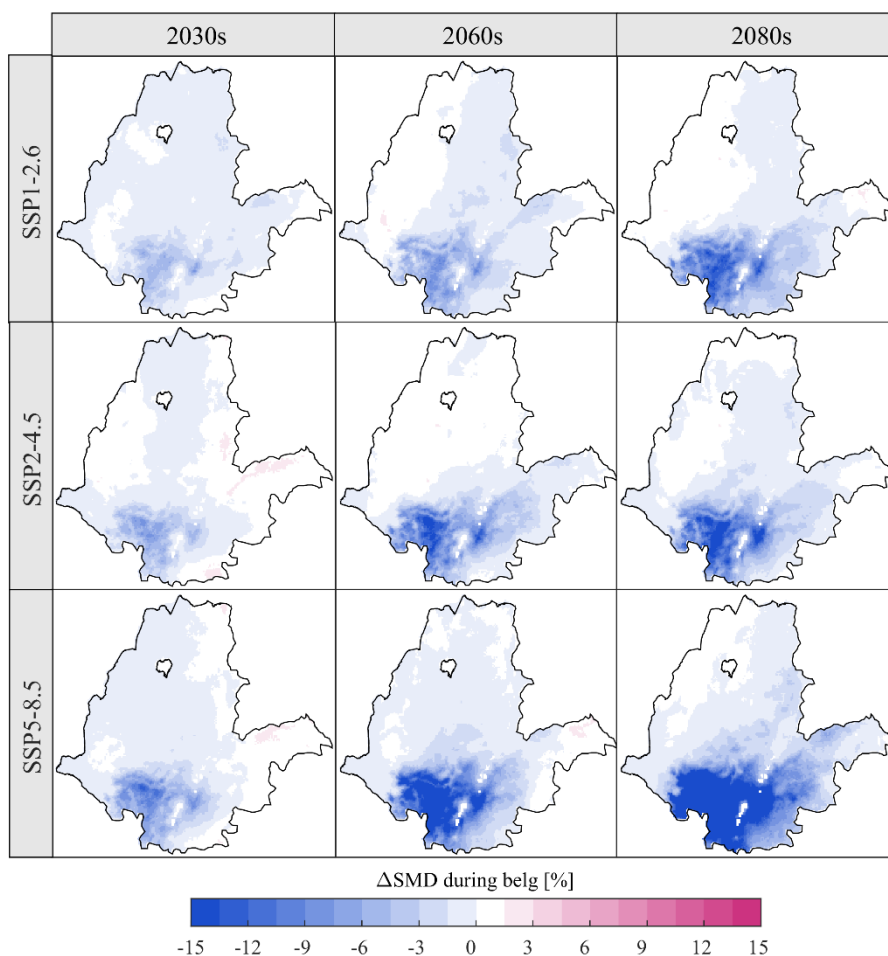 2030s 2060s 2080s
SSP1-2.6
SSP2-4.5
SSP5-8.5
ΔSMD during belg [%]
-15 -12 -9 -6 -3 0 3 6 9 12 15